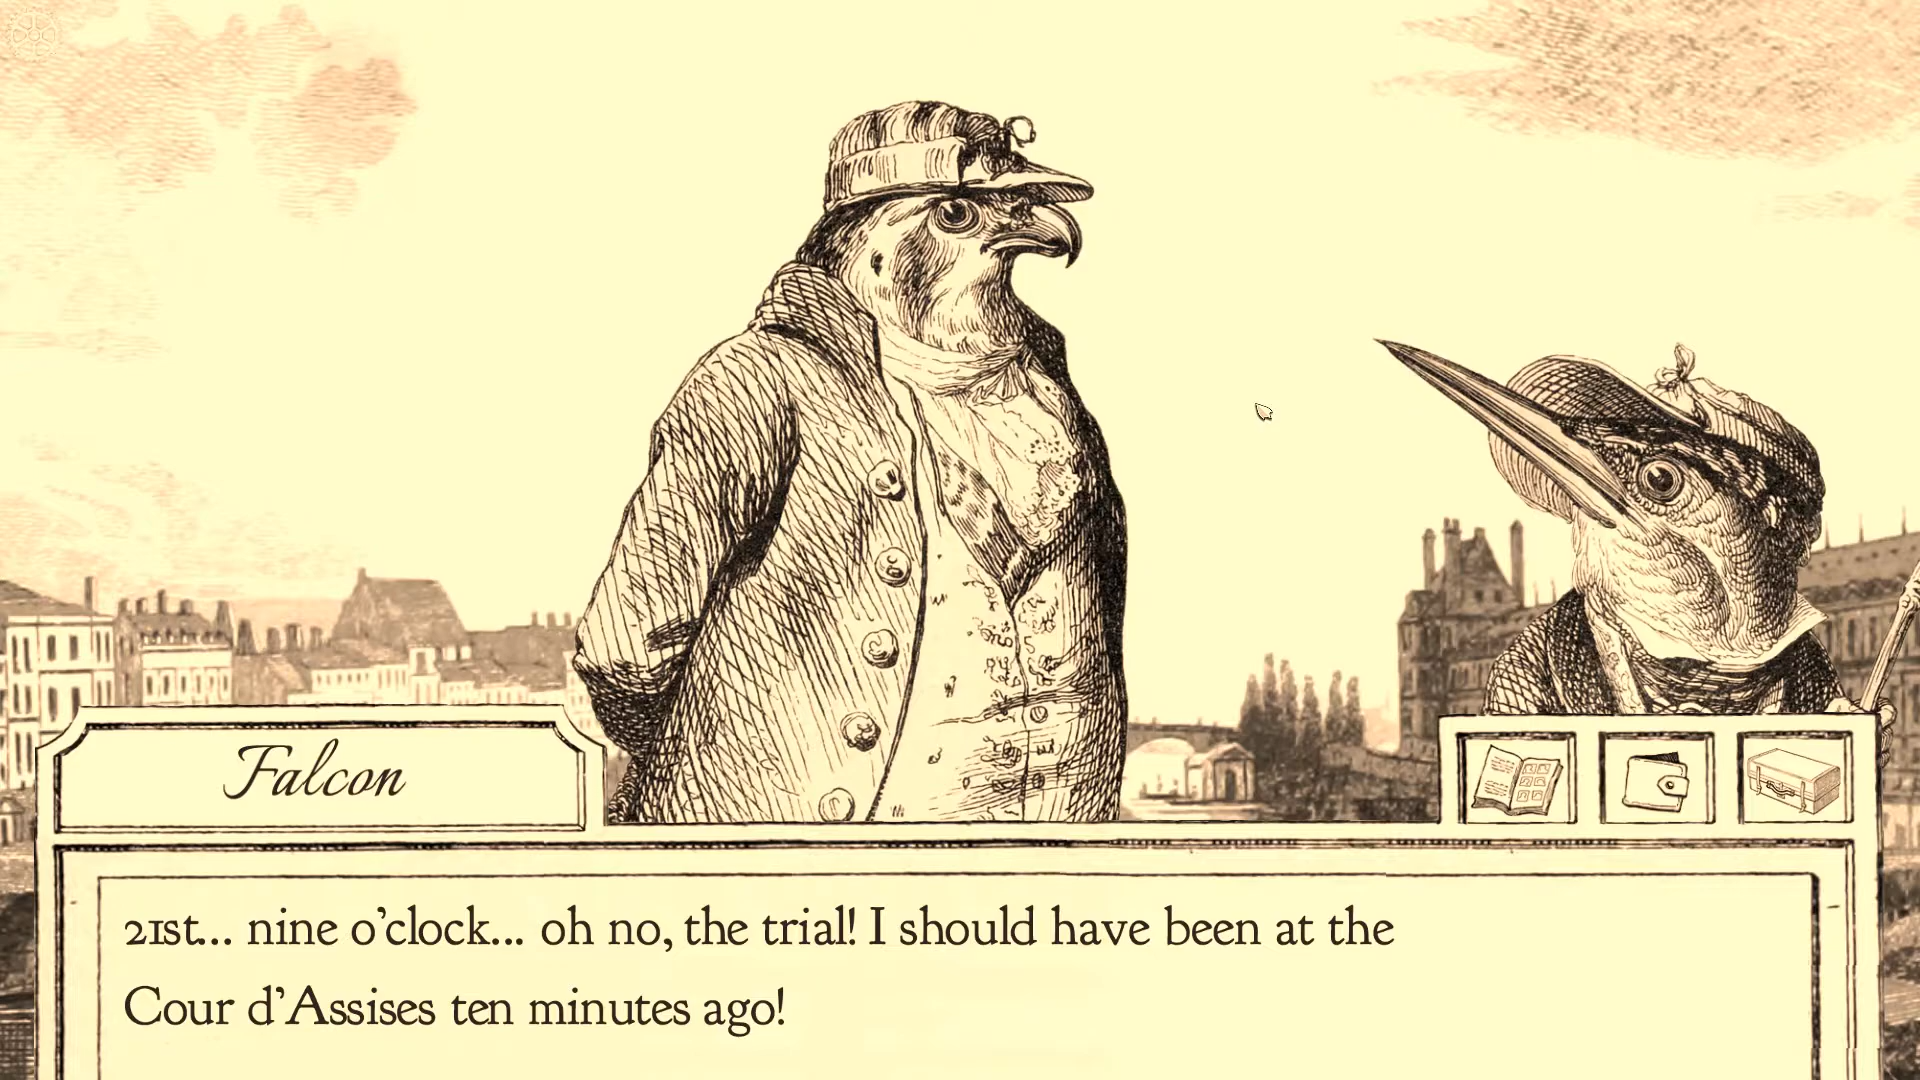 Falcon
21st... nine o'clock... oh no, the trial! I should have been at the
Cour d'Assises ten minutes ago!